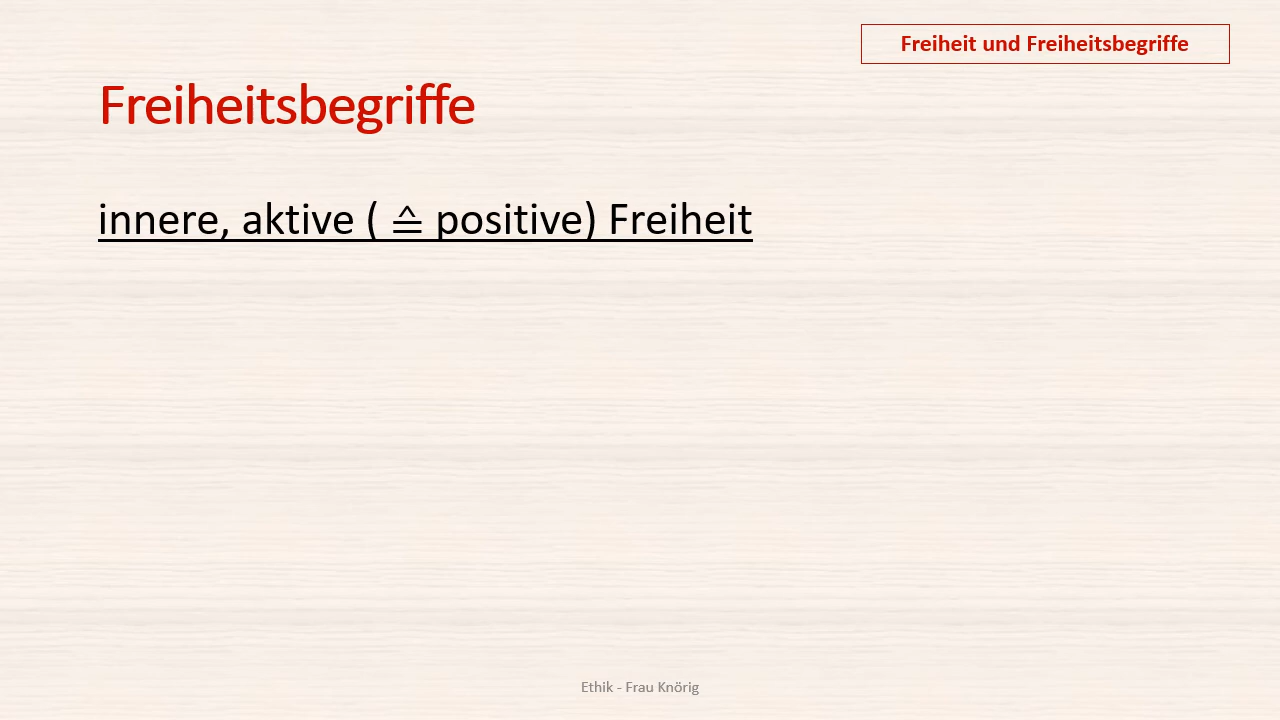 Freiheit und Freiheitsbegriffe
Freiheitsbegriffe
innere, aktive ( ≙ positive) Freiheit
Ethik - Frau Knörig